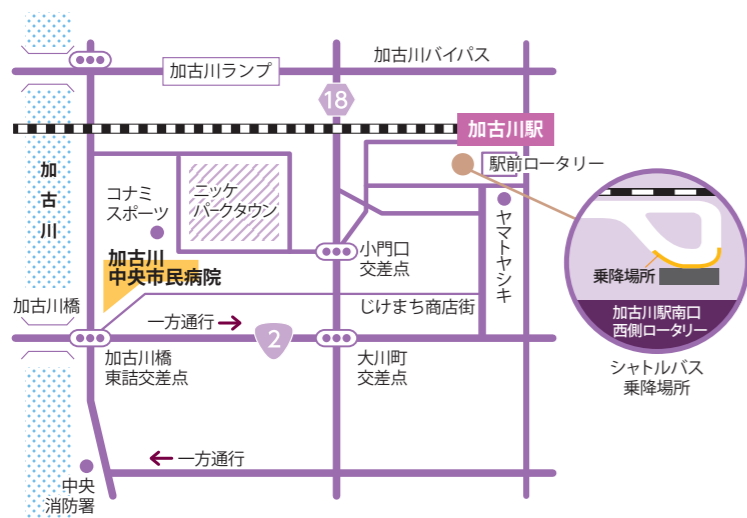 加古川バイパス
加古川ランプ
18
加古川駅
駅前ロータリー
加古川
コナミ
スポーツ
ニッケ
パークタウン
ヤマトヤシキ
小門口
交差点
加古川
中央市民病院
乗降場所
加古川駅南口
西側ロータリー
シャトルバス
乗降場所
加古川橋
じけまち商店街
一方通行
2
加古川橋
東詰交差点
大川町
交差点
一方通行
中央
消防署